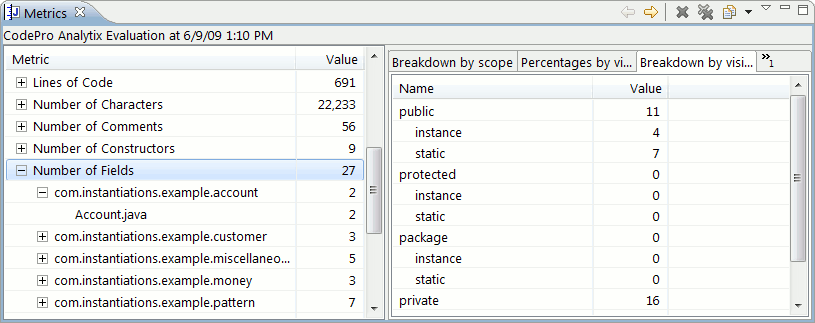 Metrics
CodePro Analytix Evaluation at 6/9/09 1:10 PM
Metric Value
Lines of Code 691
Number of Characters 22,233
Number of Comments 56
Number of Constructors 9
Number of Fields 27
com.instantiations.example.account 2
Account.java 2
com.instantiations.example.customer 3
com.instantiations.example.miscellaneo... 5
com.instantiations.example.money 3
com.instantiations.example.pattern 7
Breakdown by scope Percentages by vi... Breakdown by visi... »1
Name Value
public 11
instance 4
static 7
protected 0
instance 0
static 0
package 0
instance 0
static 0
private 16